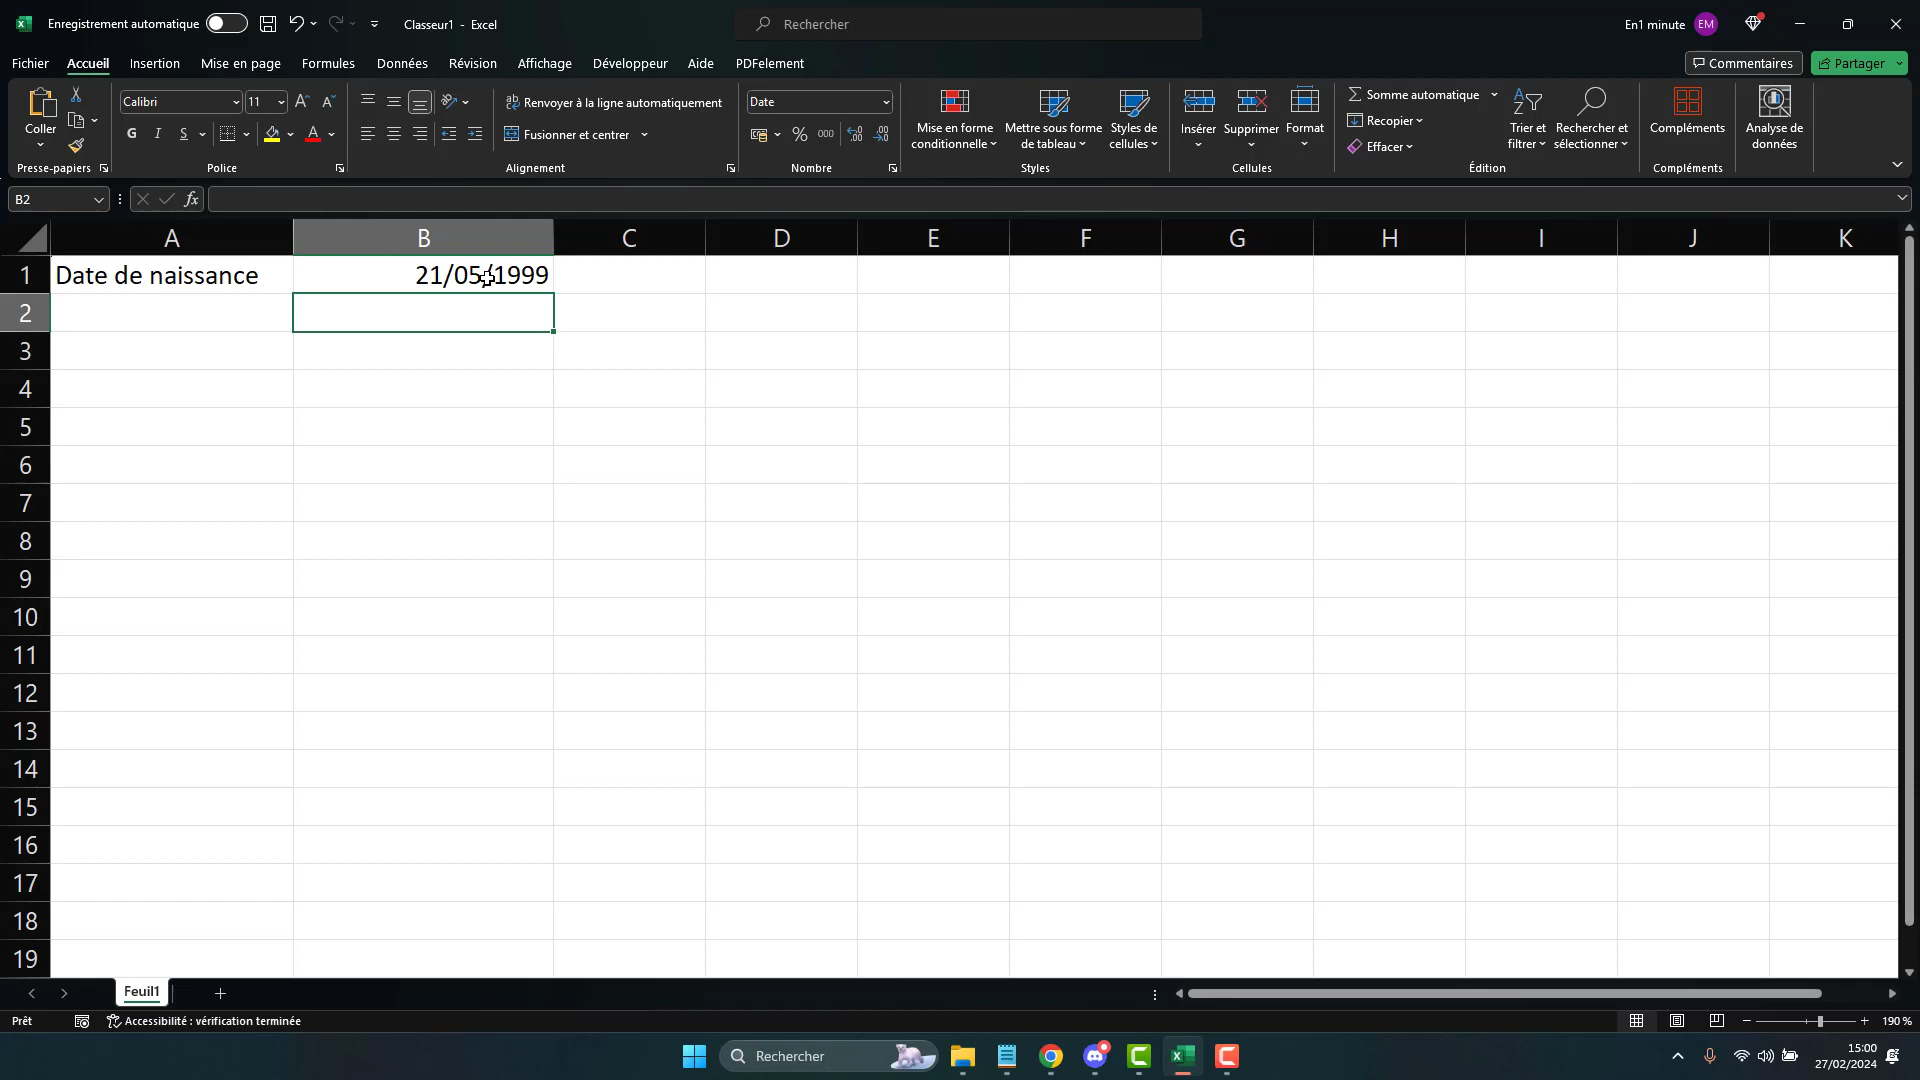 Enregistrement automatique
Classeur1 - Excel
Rechercher
En1 minute
EM
Fichier
Accueil
Insertion
Mise en page
Formules
Données
Révision
Affichage
Développeur
Aide
PDFelement
Commentaires
Partager
Coller
Presse-papiers
Calibri
11
G
I
S
Police
Renvoyer à la ligne automatiquement
Fusionner et centrer
Alignement
Date
%
000
Nombre
Mise en forme
conditionnelle
Mettre sous forme
de tableau
Styles de
cellules
Styles
Insérer
Supprimer
Format
Cellules
Somme automatique
Recopier
Effacer
Trier et
filtrer
Rechercher et
sélectionner
Édition
Compléments
Compléments
Analyse de
données
B2
fx
A B C D E F G H I J K
1 Date de naissance 21/05/1999
2
3
4
5
6
7
8
9
10
11
12
13
14
15
16
17
18
19
Feuil1
Prêt
Accessibilité : vérification terminée
190 %
Rechercher
15:00
27/02/2024